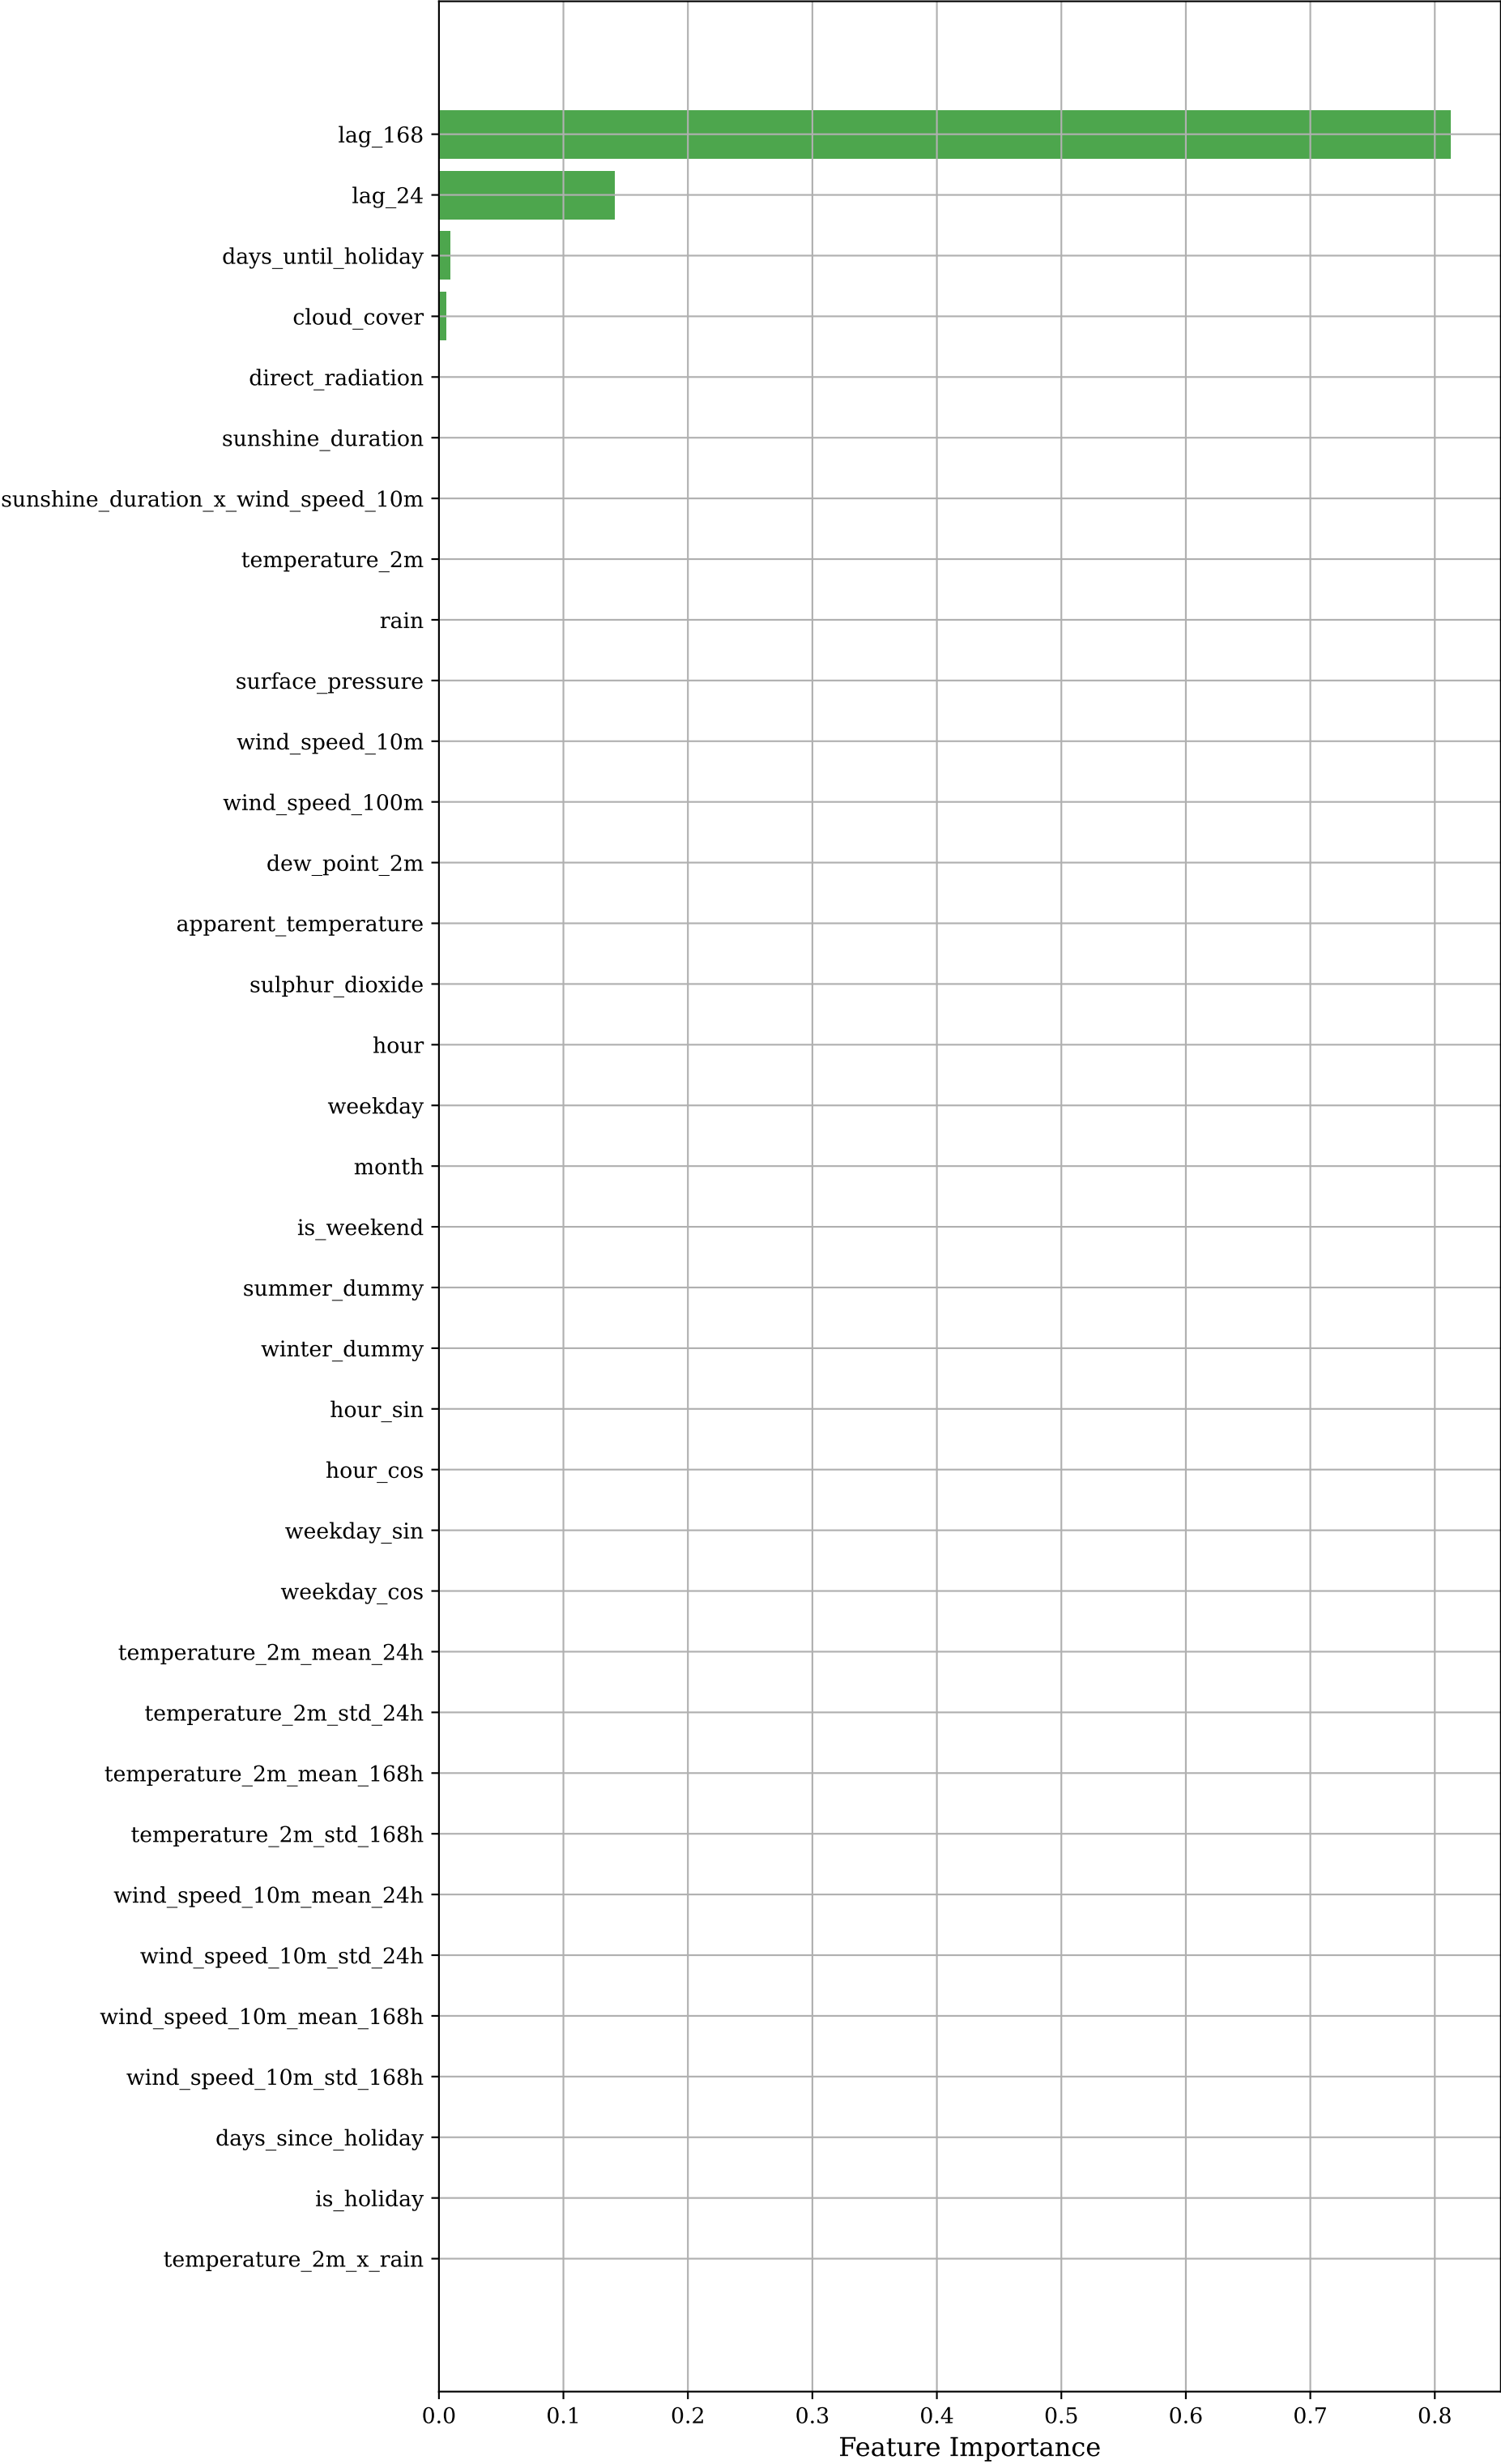 lag_168
lag_24
days_until_holiday
cloud_cover
direct_radiation
sunshine_duration
sunshine_duration_x_wind_speed_10m
temperature_2m
rain
surface_pressure
wind_speed_10m
wind_speed_100m
dew_point_2m
apparent_temperature
sulphur_dioxide
hour
weekday
month
is_weekend
summer_dummy
winter_dummy
hour_sin
hour_cos
weekday_sin
weekday_cos
temperature_2m_mean_24h
temperature_2m_std_24h
temperature_2m_mean_168h
temperature_2m_std_168h
wind_speed_10m_mean_24h
wind_speed_10m_std_24h
wind_speed_10m_mean_168h
wind_speed_10m_std_168h
days_since_holiday
is_holiday
temperature_2m_x_rain
0.0 0.1 0.2 0.3 0.4 0.5 0.6 0.7 0.8
Feature Importance